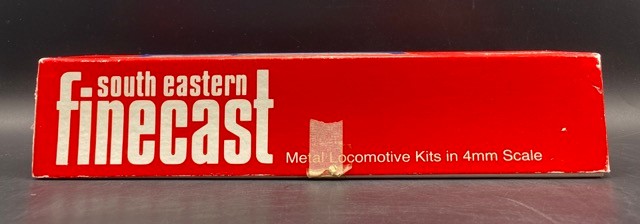 south eastern
finecast
Metal Locomotive Kits in 4mm Scale